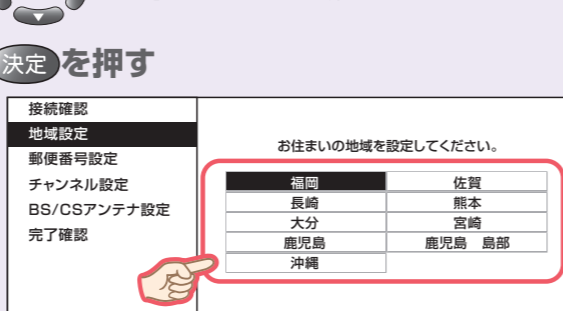 決定を押す
接続確認
地域設定
郵便番号設定
チャンネル設定
BS/CSアンテナ設定
完了確認
お住まいの地域を設定してください。
福岡 佐賀
長崎 熊本
大分 宮崎
鹿児島 鹿児島 島部
沖縄